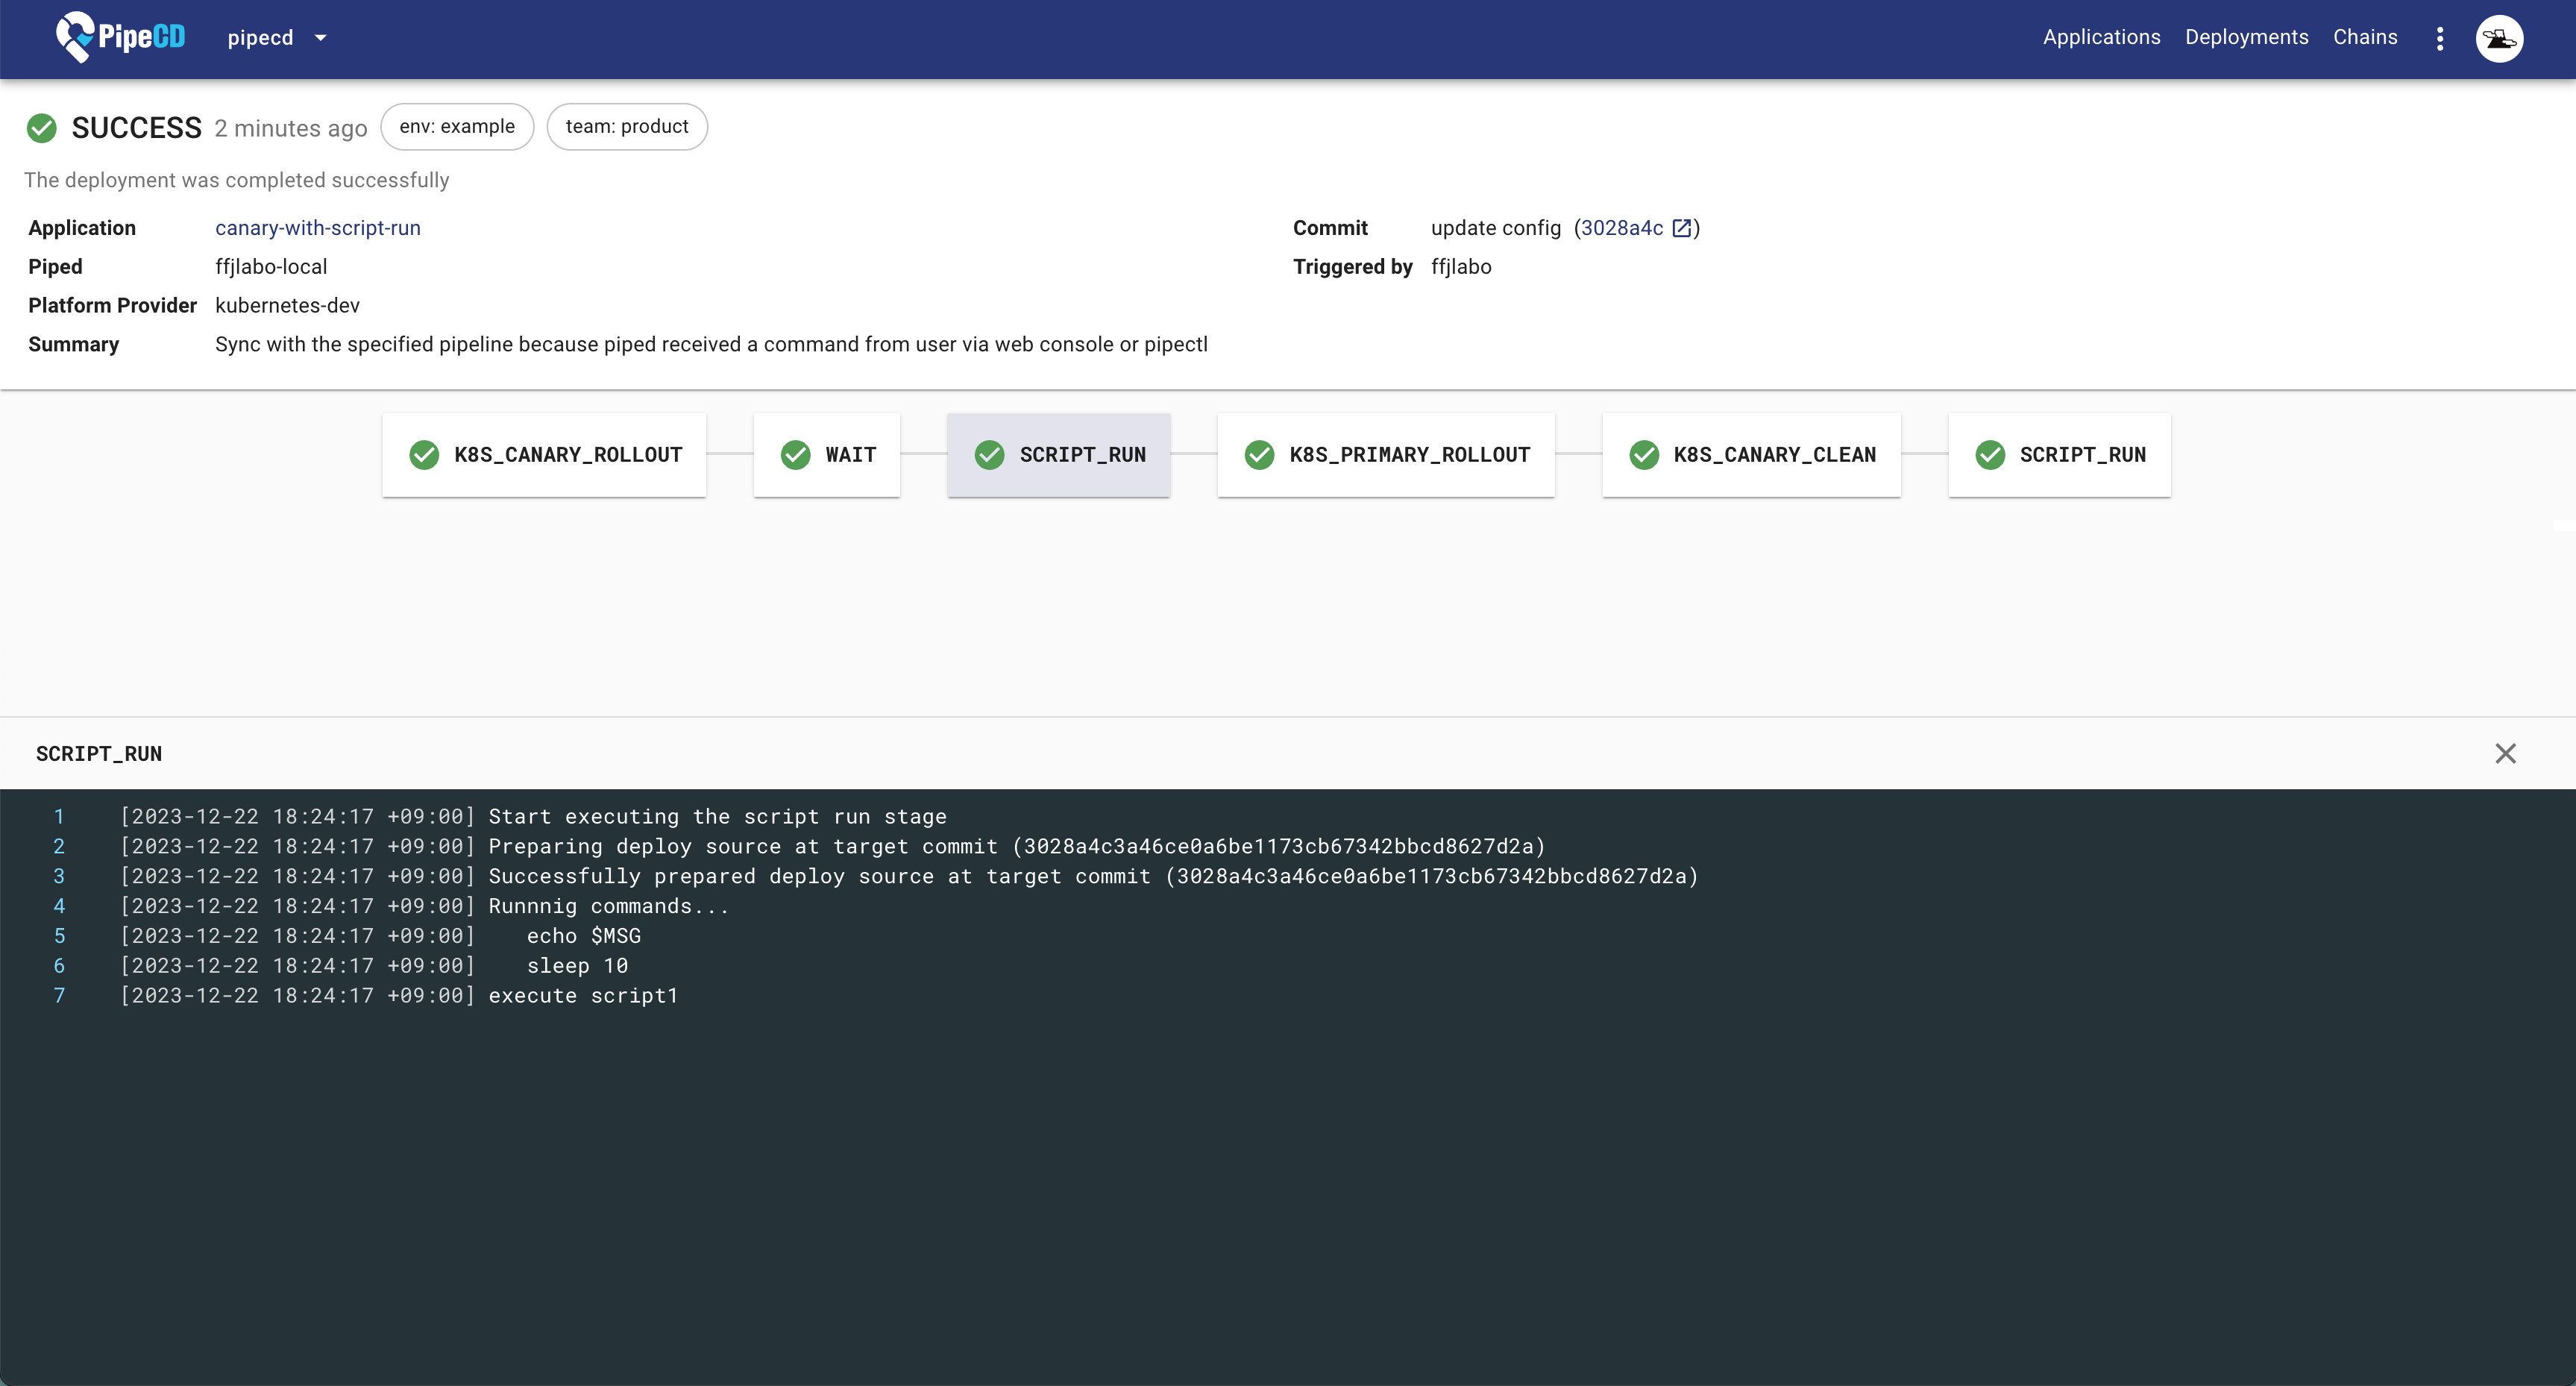 PipeCD pipecd Applications Deployments Chains
SUCCESS 2 minutes ago env: example team: product
The deployment was completed successfully
Application canary-with-script-run
Piped ffjlabo-local
Platform Provider kubernetes-dev
Summary Sync with the specified pipeline because piped received a command from user via web console or pipectl
Commit update config (3028a4c)
Triggered by ffjlabo
K8S_CANARY_ROLLOUT WAIT SCRIPT_RUN K8S_PRIMARY_ROLLOUT K8S_CANARY_CLEAN SCRIPT_RUN
SCRIPT_RUN
1 [2023-12-22 18:24:17 +09:00] Start executing the script run stage
2 [2023-12-22 18:24:17 +09:00] Preparing deploy source at target commit (3028a4c3a46ce0a6be1173cb67342bbcd8627d2a)
3 [2023-12-22 18:24:17 +09:00] Successfully prepared deploy source at target commit (3028a4c3a46ce0a6be1173cb67342bbcd8627d2a)
4 [2023-12-22 18:24:17 +09:00] Runnnig commands...
5 [2023-12-22 18:24:17 +09:00] echo $MSG
6 [2023-12-22 18:24:17 +09:00] sleep 10
7 [2023-12-22 18:24:17 +09:00] execute script1